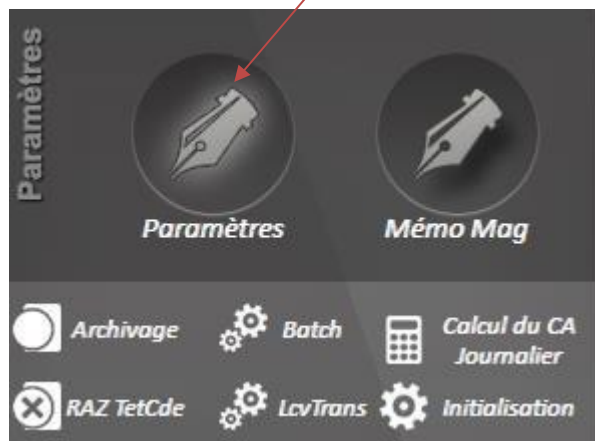 Paramètres
Paramètres
Mémo Mag
Archivage
Batch
Calcul du CA
Journalier
RAZ TetCde
LcvTrans
Initialisation